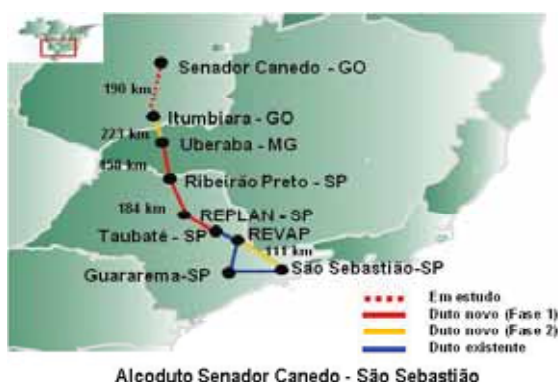 Senador Canedo - GO
190 km
Itumbiara - GO
223 km
Uberaba - MG
150 km
Ribeirão Preto - SP
184 km
REPLAN - SP
Taubaté - SP
REVAP
111 km
São Sebastião-SP
Guararema-SP
Em estudo
Duto novo (Fase 1)
Duto novo (Fase 2)
Duto existente
Alcoduto Senador Canedo - São Sebastião